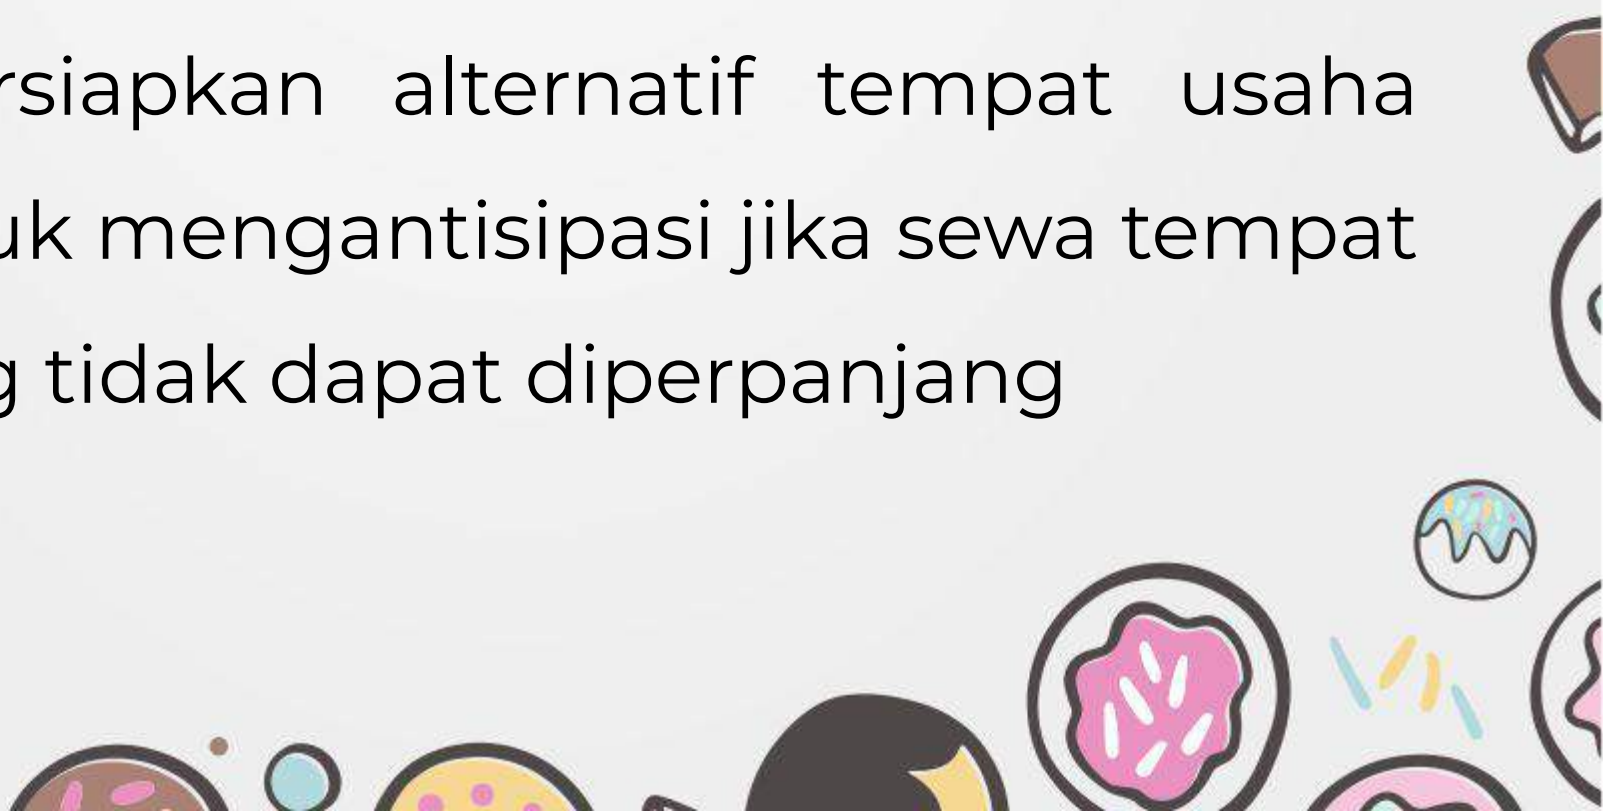 rsiapkan alternatif tempat usaha
uk mengantisipasi jika sewa tempat
g tidak dapat diperpanjang